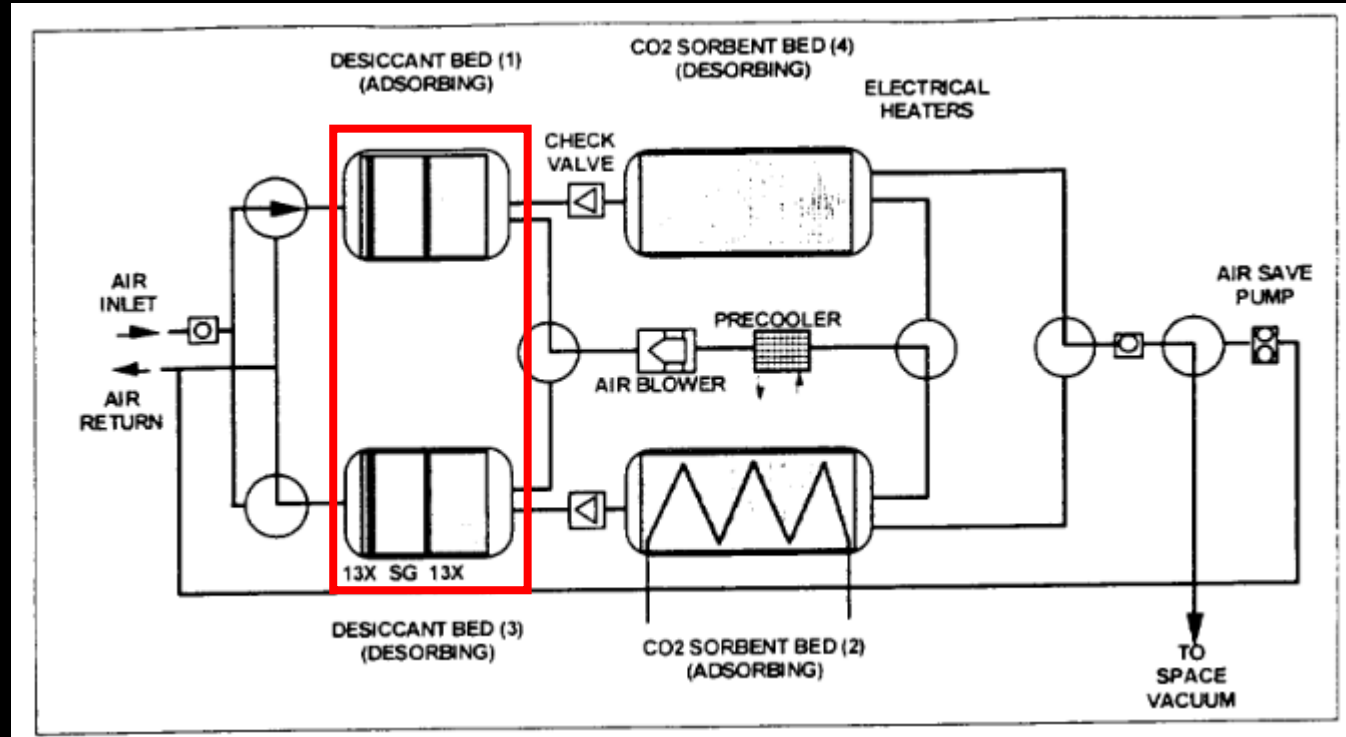 DESICCANT BED (1)
(ADSORBING)
CO2 SORBENT BED (4)
(DESORBING)
ELECTRICAL
HEATERS
CHECK
VALVE
AIR
INLET
AIR
RETURN
AIR BLOWER
PRECOOLER
AIR SAVE
PUMP
13X SG 13X
DESICCANT BED (3)
(DESORBING)
CO2 SORBENT BED (2)
(ADSORBING)
TO
SPACE
VACUUM